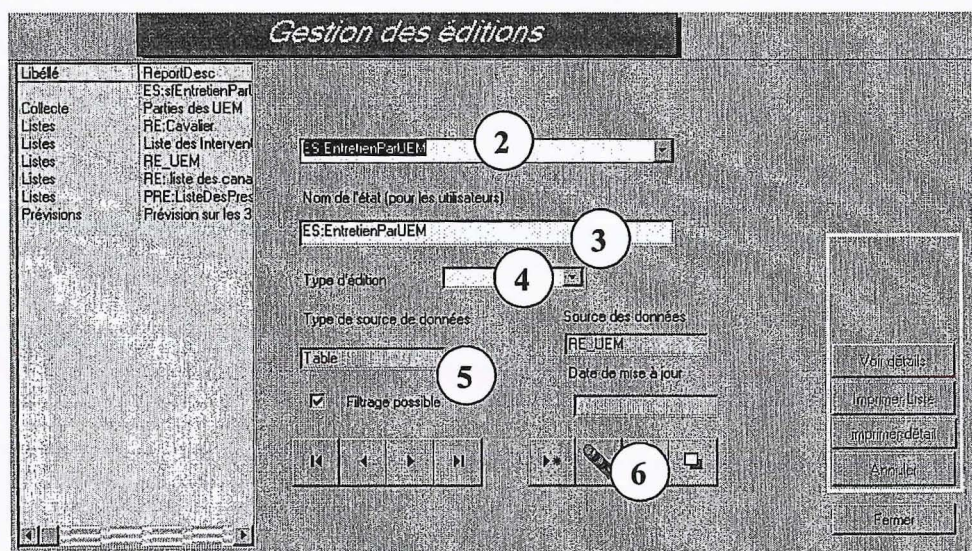 Gestion des éditions
Libéllé ReportDesc
ES:sfEntretienParl
Collecte Parties des UEM
Listes RE:Cavalier
Listes Liste des Interven
Listes RE_UEM
Listes RE: liste des cana
Listes PRE:ListeDesPres
Prévisions Prévision sur les 3
ES:EntretienParUEM
2
Nom de l'état (pour les utilisateurs)
ES:EntretienParUEM
3
Type d'édition
4
Type de source de données Source des données
Table RE_UEM
5
Date de mise à jour
Filtrage possible
6
Voir détails
Imprimer Liste
Imprimer détail
Annuler
Fermer